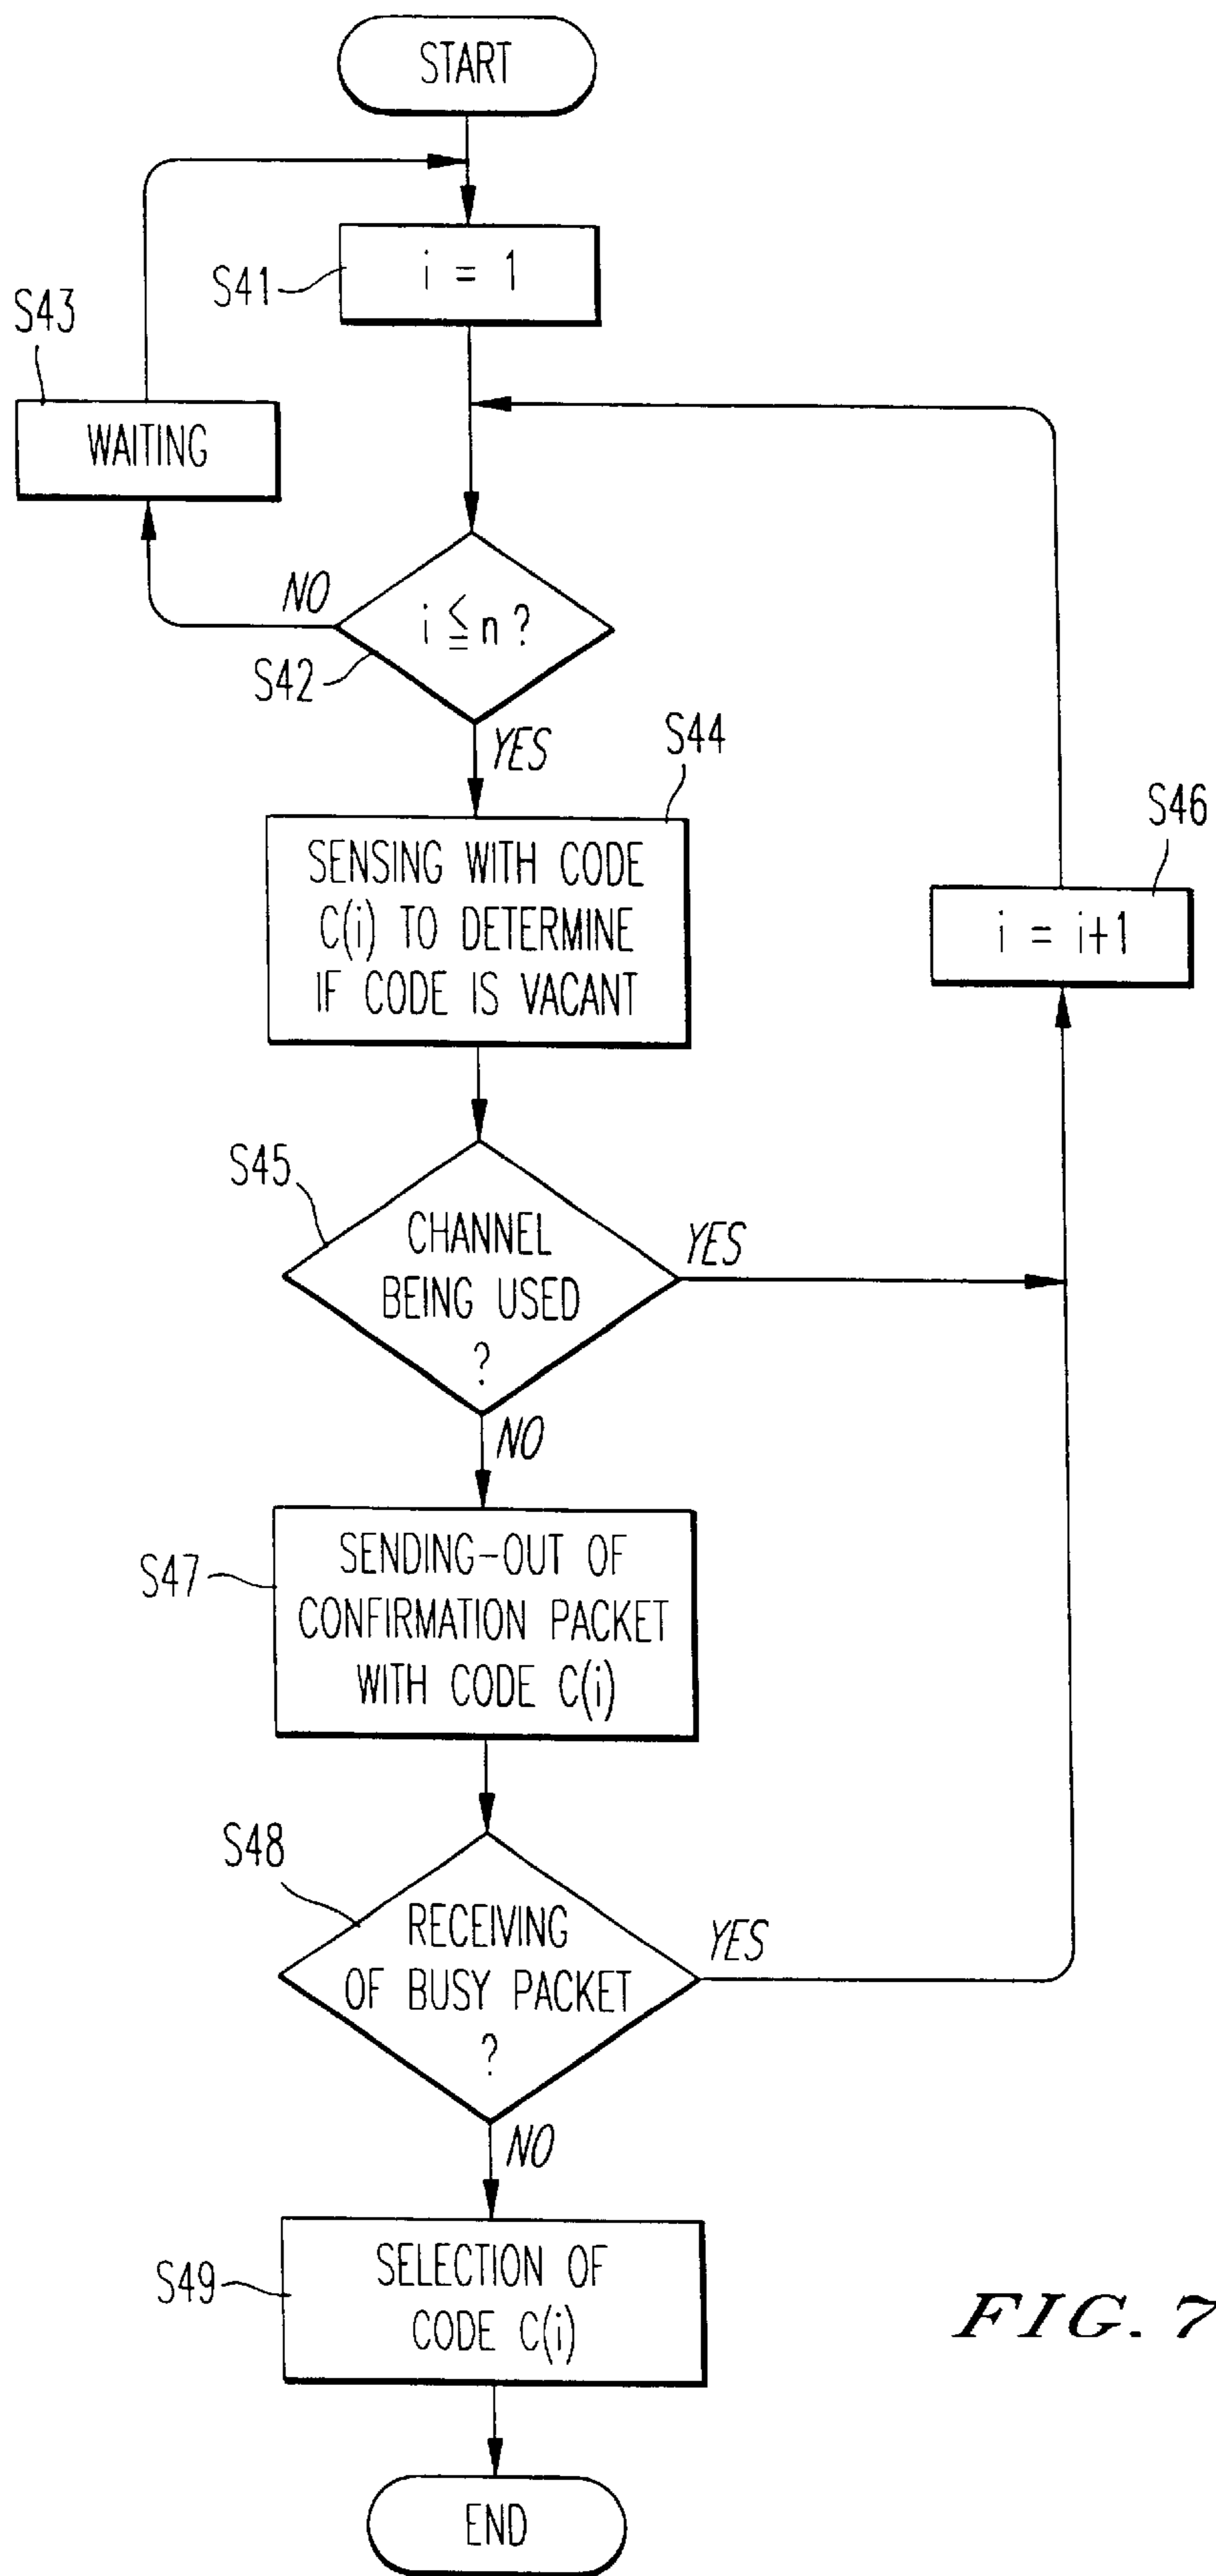 START
S41
i = 1
S43
WAITING
NO
i ≦ n ?
S42
YES
S44
SENSING WITH CODE
C(i) TO DETERMINE
IF CODE IS VACANT
S46
i = i+1
S45
CHANNEL
BEING USED
?
YES
NO
S47
SENDING-OUT OF
CONFIRMATION PACKET
WITH CODE C(i)
S48
RECEIVING
OF BUSY PACKET
?
YES
NO
S49
SELECTION OF
CODE C(i)
FIG. 7
END